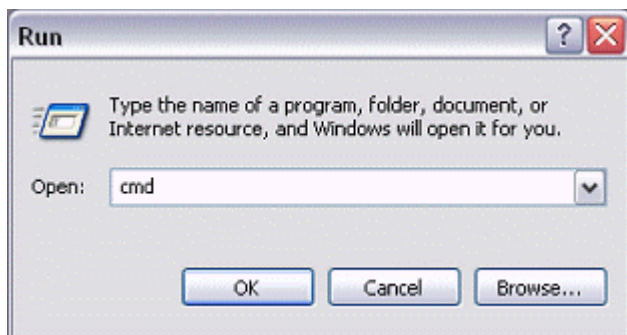 Run
Type the name of a program, folder, document, or
Internet resource, and Windows will open it for you.
Open: cmd
OK Cancel Browse...